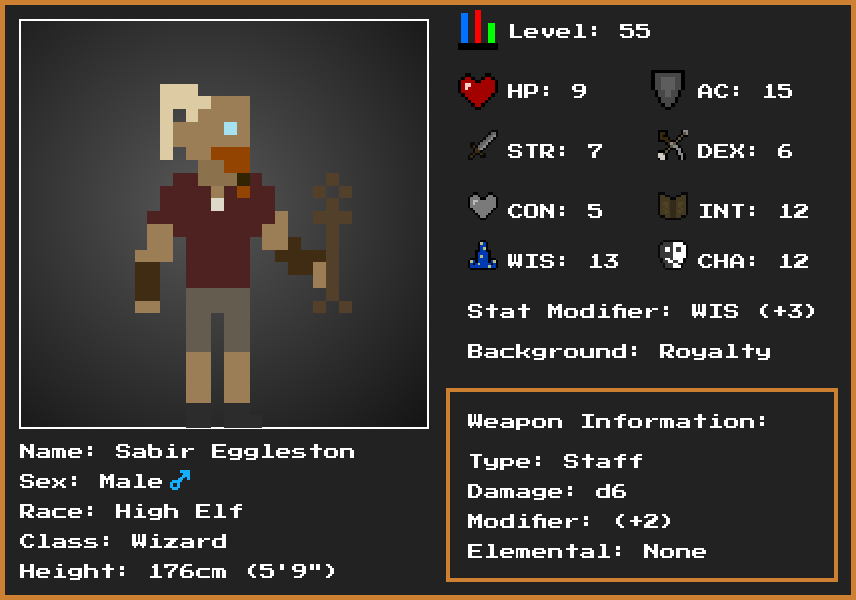 Level: 55
HP: 9
AC: 15
STR: 7
DEX: 6
CON: 5
INT: 12
WIS: 13
CHA: 12
Stat Modifier: WIS (+3)
Background: Royalty
Weapon Information:
Type: Staff
Damage: d6
Modifier: (+2)
Elemental: None
Name: Sabir Eggleston
Sex: Male♂
Race: High Elf
Class: Wizard
Height: 176cm (5'9")